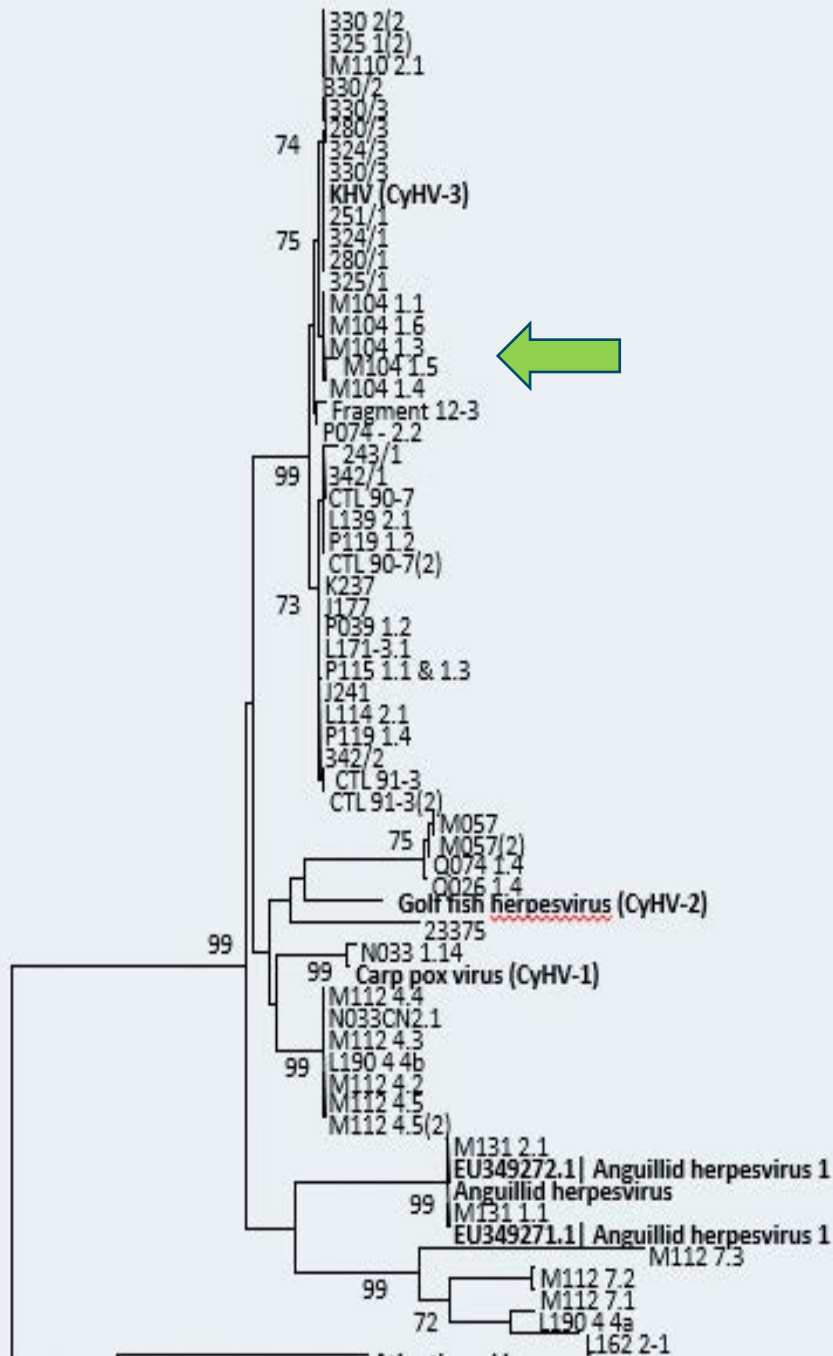 330 2(2
325 1(2)
M110 2.1
330/2
330/3
280/3
324/3
74
330/3
KHV (CyHV-3)
251/1
324/1
75
280/1
325/1
M104 1.1
M104 1.6
M104 1.3
M104 1.5
M104 1.4
Fragment 12-3
P074 - 2.2
243/1
342/1
99
CTL 90-7
L139 2.1
P119 1.2
CTL 90-7(2)
K237
J177
73
P039 1.2
L171-3.1
P115 1.1 & 1.3
J241
L114 2.1
P119 1.4
342/2
CTL 91-3
CTL 91-3(2)
M057
75
M057(2)
Q074 1.4
Q026 1.4
Golf fish herpesvirus (CyHV-2)
23375
99
N033 1.14
99
Carp pox virus (CyHV-1)
M112 4.4
N033CN2.1
M112 4.3
L190 4 4b
99
M112 4.2
M112 4.5
M112 4.5(2)
M131 2.1
EU349272.1| Anguillid herpesvirus 1
Anguillid herpesvirus
99
M131 1.1
EU349271.1| Anguillid herpesvirus 1
M112 7.3
M112 7.2
99
M112 7.1
72
L190 4 4a
L162 2-1